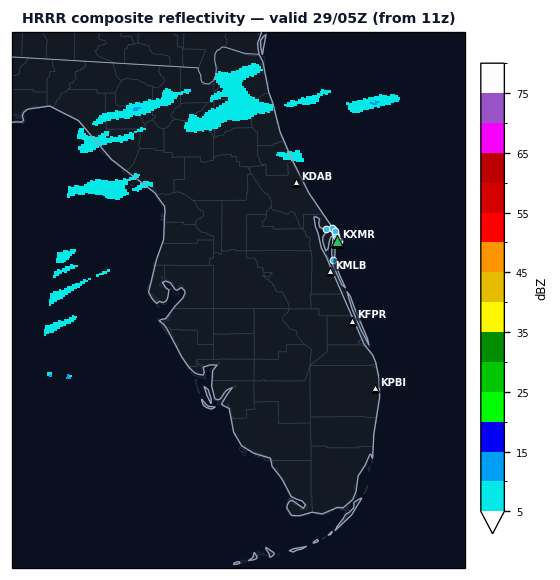 HRRR composite reflectivity — valid 29/05Z (from 11z)
KDAB
KXMR
KMLB
KFPR
KPBI
75
65
55
45
35
25
15
5
dBZ